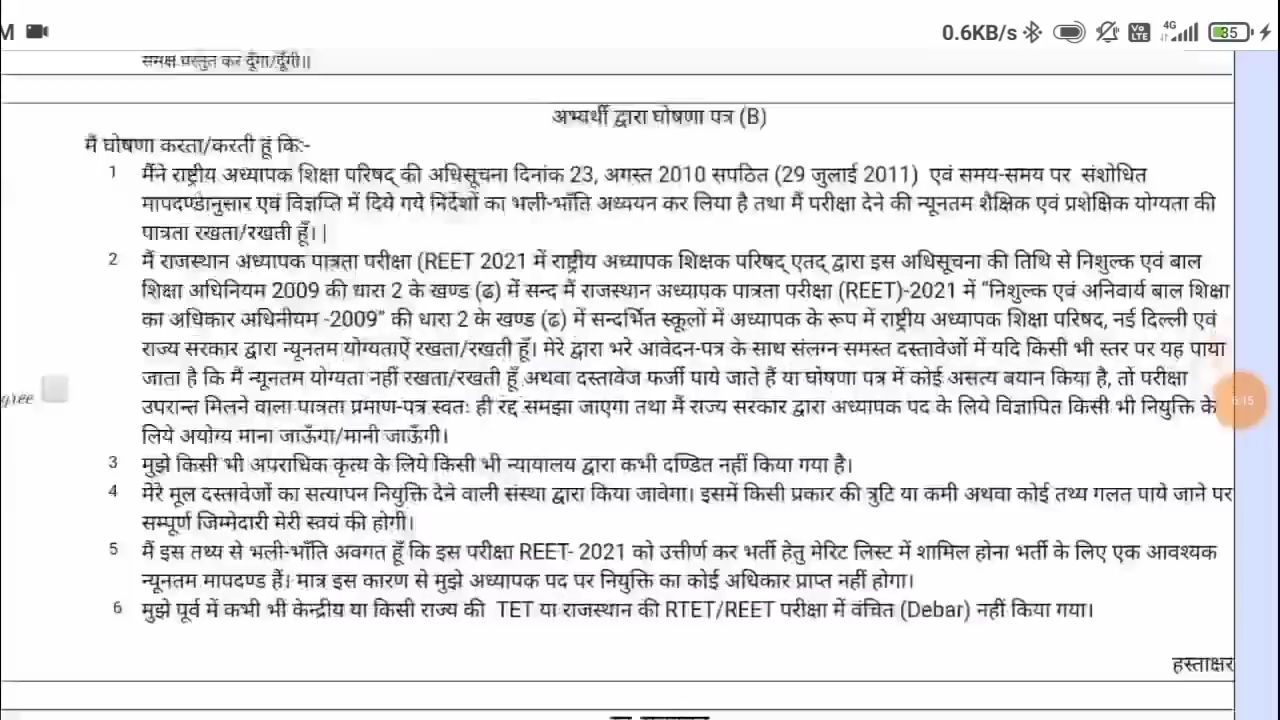 M
0.6KB/s
Vo LTE
4G
35
समक्ष प्रस्तुत कर दूँगा/दूँगी॥
अभ्यर्थी द्वारा घोषणा पत्र (B)
मैं घोषणा करता/करती हूं कि:-
1 मैंने राष्ट्रीय अध्यापक शिक्षा परिषद् की अधिसूचना दिनांक 23, अगस्त 2010 सपठित (29 जुलाई 2011) एवं समय-समय पर संशोधित
मापदण्डानुसार एवं विज्ञप्ति में दिये गये निर्देशों का भली-भाँति अध्ययन कर लिया है तथा मैं परीक्षा देने की न्यूनतम शैक्षिक एवं प्रशेक्षिक योग्यता की
पात्रता रखता/रखती हूँ। |
2 मैं राजस्थान अध्यापक पात्रता परीक्षा (REET 2021 में राष्ट्रीय अध्यापक शिक्षक परिषद् एतद् द्वारा इस अधिसूचना की तिथि से निशुल्क एवं बाल
शिक्षा अधिनियम 2009 की धारा 2 के खण्ड (ढ) में सन्द मैं राजस्थान अध्यापक पात्रता परीक्षा (REET)-2021 में "निशुल्क एवं अनिवार्य बाल शिक्षा
का अधिकार अधिनीयम -2009" की धारा 2 के खण्ड (ढ) में सन्दर्भित स्कूलों में अध्यापक के रूप में राष्ट्रीय अध्यापक शिक्षा परिषद, नई दिल्ली एवं
राज्य सरकार द्वारा न्यूनतम योग्यताऐं रखता/रखती हूँ। मेरे द्वारा भरे आवेदन-पत्र के साथ संलग्न समस्त दस्तावेजों में यदि किसी भी स्तर पर यह पाया
जाता है कि मैं न्यूनतम योग्यता नहीं रखता/रखती हूँ अथवा दस्तावेज फर्जी पाये जाते हैं या घोषणा पत्र में कोई असत्य बयान किया है, तो परीक्षा
gree
5:15
उपरान्त मिलने वाला पात्रता प्रमाण-पत्र स्वतः ही रद्द समझा जाएगा तथा मैं राज्य सरकार द्वारा अध्यापक पद के लिये विज्ञापित किसी भी नियुक्ति के
लिये अयोग्य माना जाऊँगा/मानी जाऊँगी।
3 मुझे किसी भी अपराधिक कृत्य के लिये किसी भी न्यायालय द्वारा कभी दण्डित नहीं किया गया है।
4 मेरे मूल दस्तावेजों का सत्यापन नियुक्ति देने वाली संस्था द्वारा किया जावेगा। इसमें किसी प्रकार की त्रुटि या कमी अथवा कोई तथ्य गलत पाये जाने पर
सम्पूर्ण जिम्मेदारी मेरी स्वयं की होगी।
5 मैं इस तथ्य से भली-भाँति अवगत हूँ कि इस परीक्षा REET- 2021 को उत्तीर्ण कर भर्ती हेतु मेरिट लिस्ट में शामिल होना भर्ती के लिए एक आवश्यक
न्यूनतम मापदण्ड हैं। मात्र इस कारण से मुझे अध्यापक पद पर नियुक्ति का कोई अधिकार प्राप्त नहीं होगा।
6 मुझे पूर्व में कभी भी केन्द्रीय या किसी राज्य की TET या राजस्थान की RTET/REET परीक्षा में वंचित (Debar) नहीं किया गया।
हस्ताक्षर